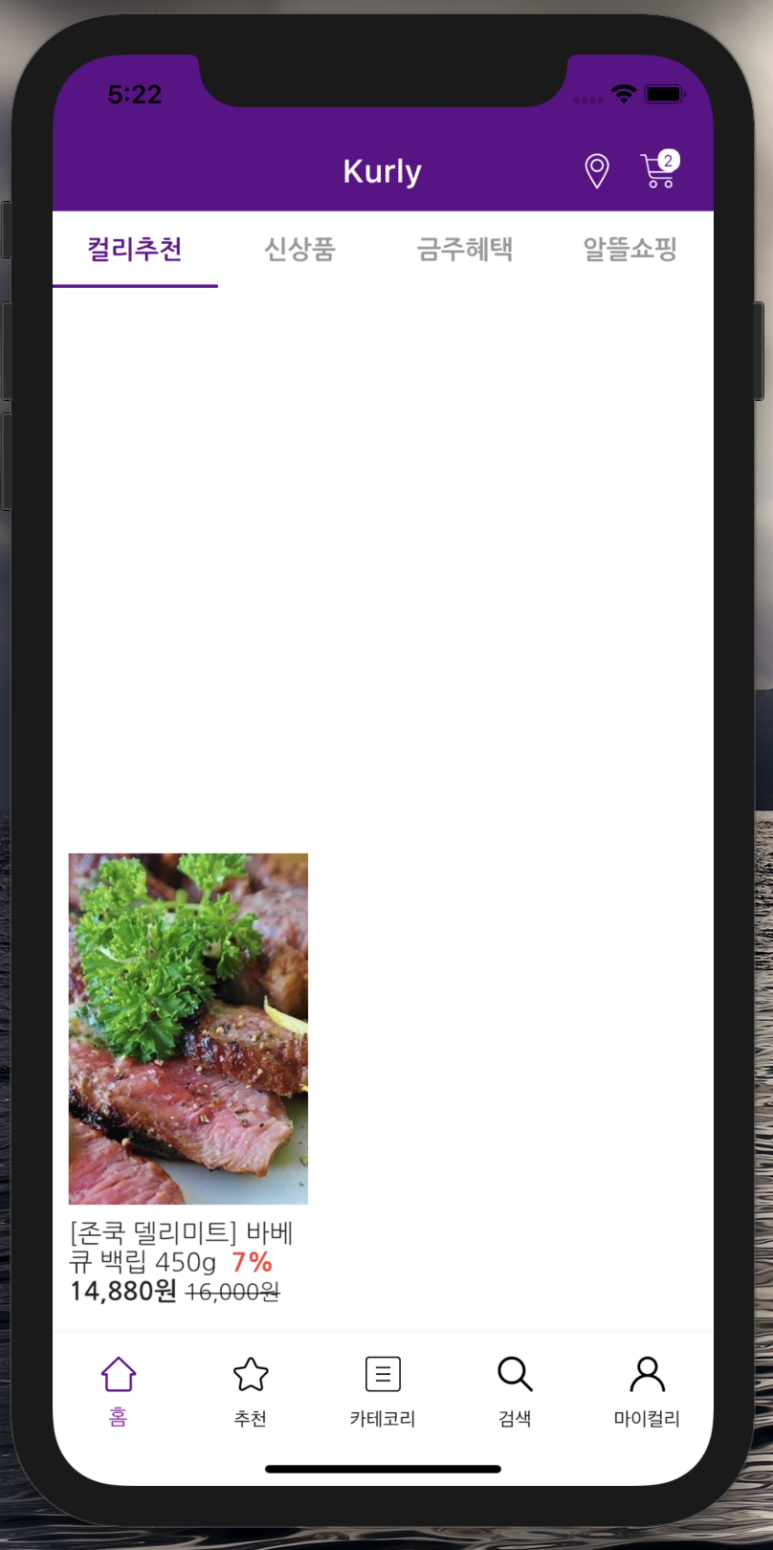 5:22
Kurly
2
컬리추천 신상품 금주혜택 알뜰쇼핑
[존쿡 델리미트] 바베
큐 백립 450g 7%
14,880원 16,000원
홈 추천 카테코리 검색 마이컬리